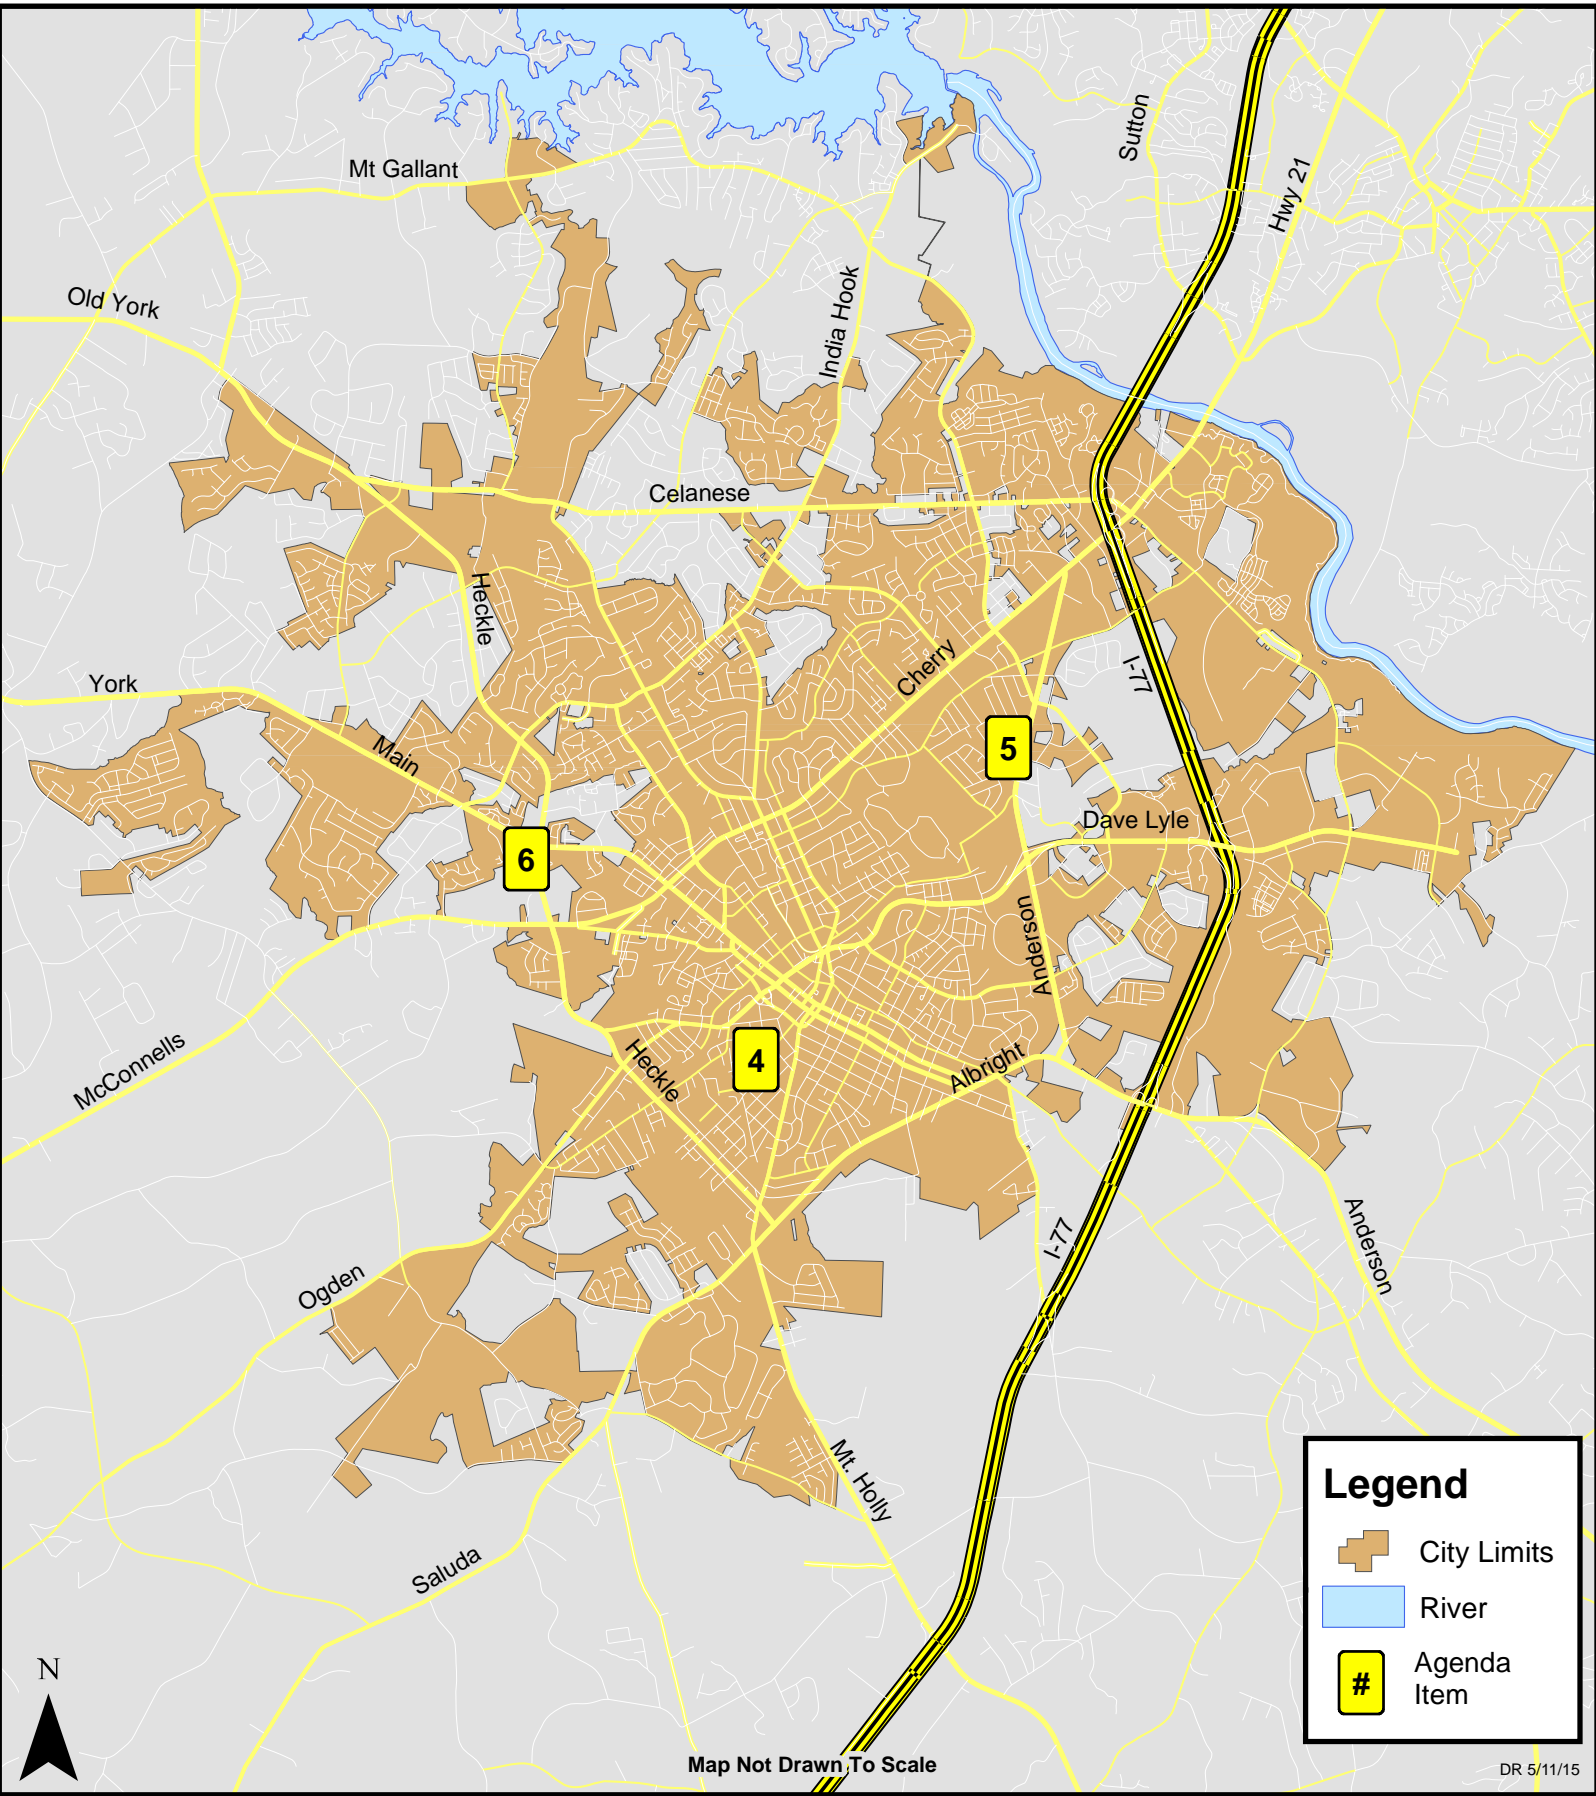 Sutton
Mt Gallant
Hwy 21
Old York
India Hook
Celanese
Heckle
Cherry
I-77
York
Main
5
Dave Lyle
6
Anderson
Heckle
4
Albright
McConnells
I-77
Anderson
Ogden
Mt. Holly
Saluda
Legend
City Limits
River
#
Agenda
Item
N
Map Not Drawn To Scale
DR 5/11/15